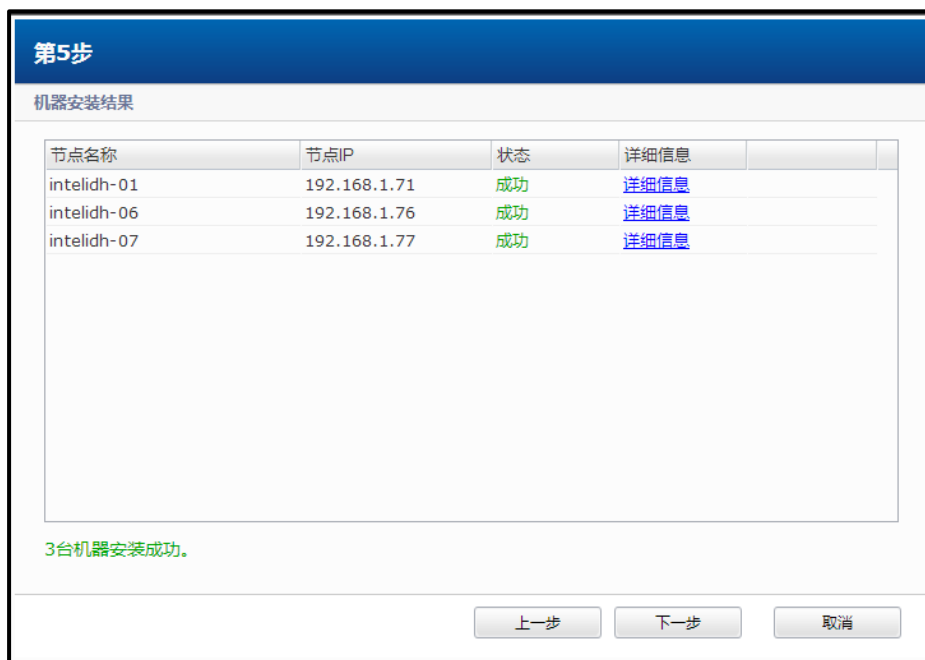 第5步
机器安装结果
节点名称 节点IP 状态 详细信息
intelidh-01 192.168.1.71 成功 详细信息
intelidh-06 192.168.1.76 成功 详细信息
intelidh-07 192.168.1.77 成功 详细信息
3台机器安装成功。
上一步 下一步 取消